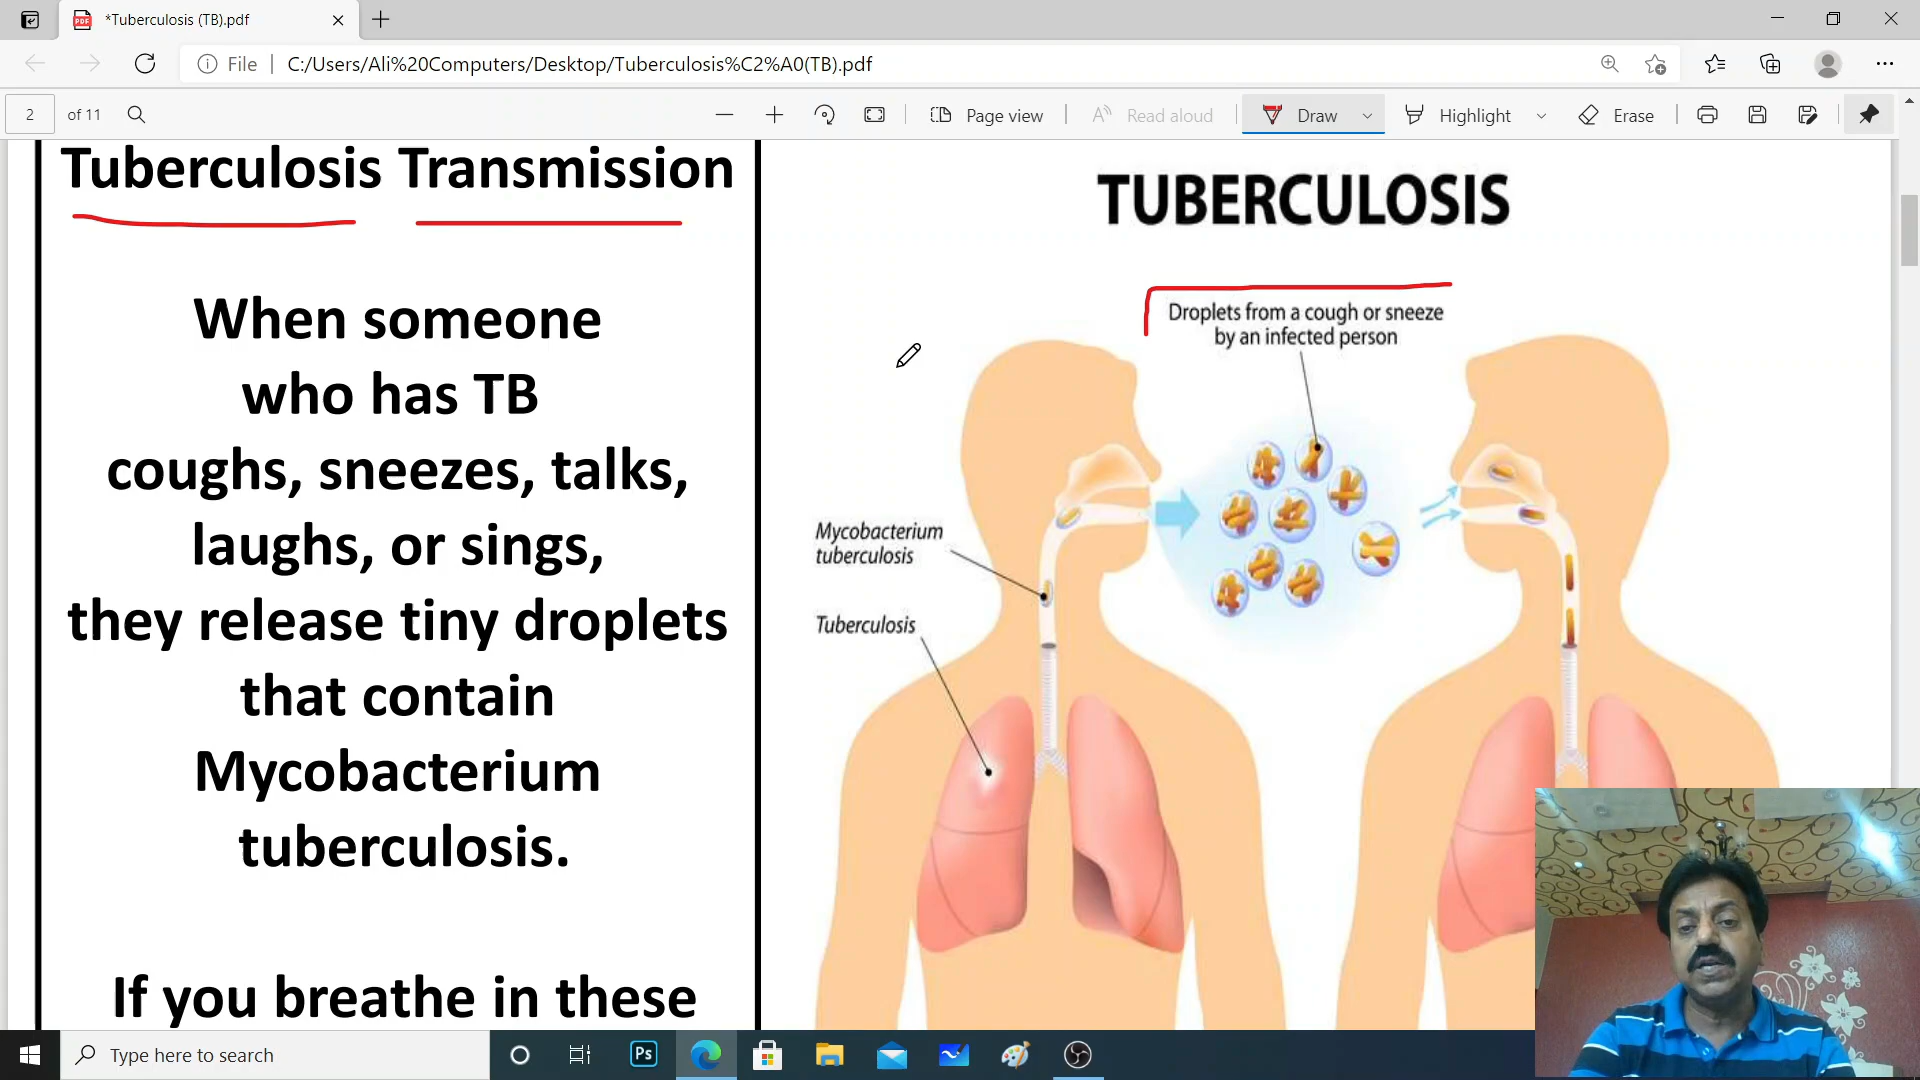 *Tuberculosis (TB).pdf
File
C:/Users/Ali%20Computers/Desktop/Tuberculosis%C2%A0(TB).pdf
2 of 11
Page view
Read aloud
Draw
Highlight
Erase
Tuberculosis Transmission
When someone
who has TB
coughs, sneezes, talks,
laughs, or sings,
they release tiny droplets
that contain
Mycobacterium
tuberculosis.
If you breathe in these
TUBERCULOSIS
Droplets from a cough or sneeze
by an infected person
Mycobacterium
tuberculosis
Tuberculosis
Type here to search
Ps